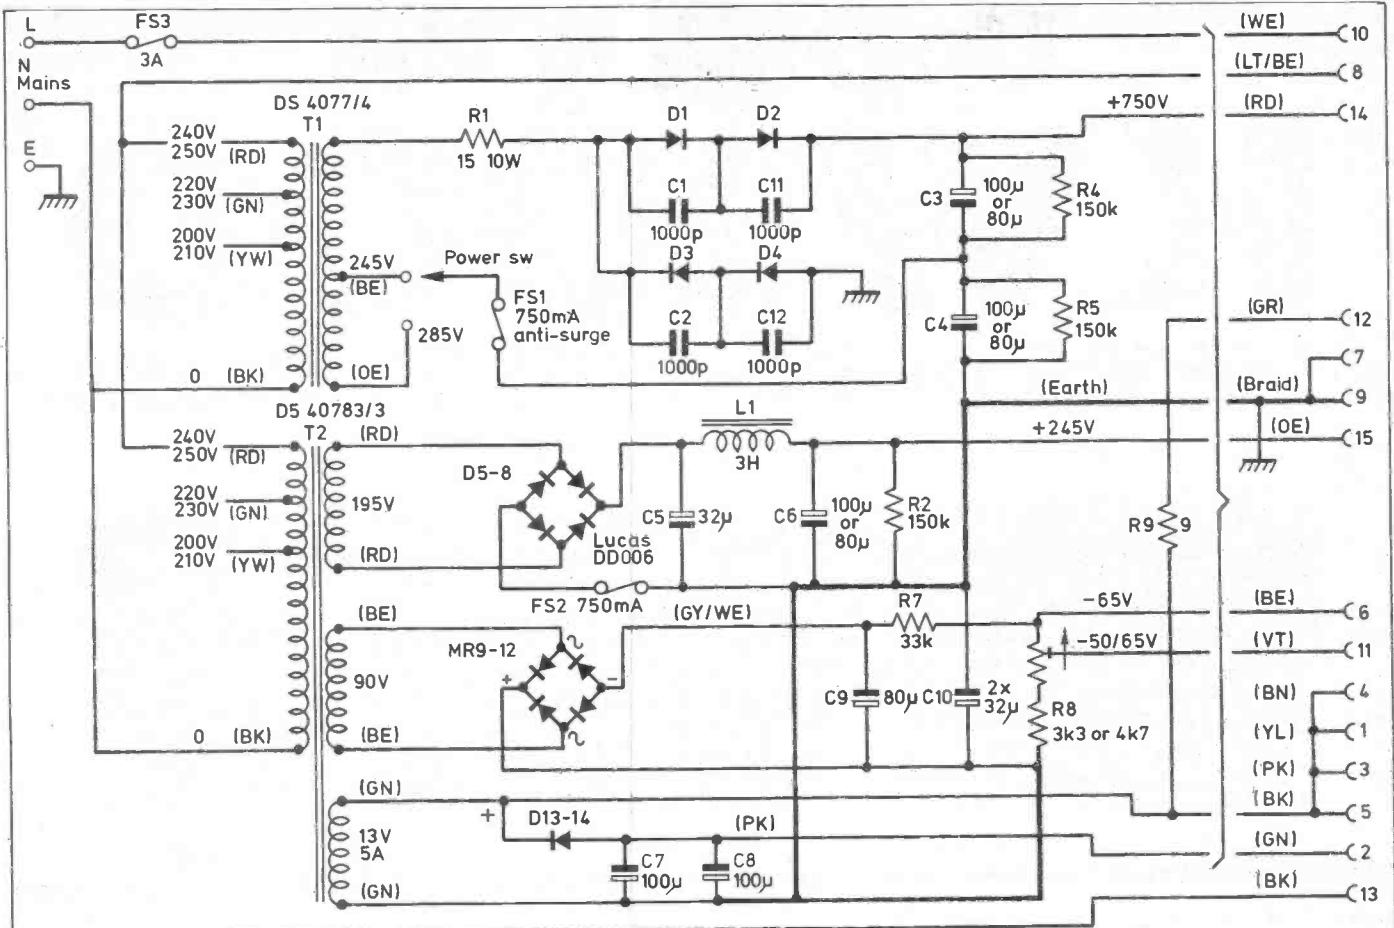 L
FS3
3A
(WE)
10
N
Mains
(LT/BE)
8
DS 4077/4
T1
+750V
(RD)
14
R1
15 10W
D1
D2
240V
250V
(RD)
E
C1
1000p
C11
1000p
C3
100µ
or
80µ
R4
150k
220V
230V
(GN)
200V
210V
(YW)
245V
(BE)
Power sw
D3
D4
FS1
750mA
anti-surge
285V
C2
1000p
C12
1000p
C4
100µ
or
80µ
R5
150k
(GR)
12
7
0
(BK)
(OE)
(Earth)
(Braid)
9
DS 40783/3
T2
(RD)
L1
3H
+245V
(OE)
15
240V
250V
(RD)
D5-8
220V
230V
(GN)
195V
C5
32µ
C6
100µ
or
80µ
R2
150k
R9
9
Lucas
DD006
200V
210V
(YW)
(RD)
FS2 750mA
(BE)
(GY/WE)
R7
33k
-65V
(BE)
6
MR9-12
~
-50/65V
(VT)
11
90V
+
-
C9
80µ
C10
2x
32µ
R8
3k3 or 4k7
(BN)
4
0
(BK)
(BE)
~
(YL)
1
(PK)
3
(GN)
(BK)
5
+
D13-14
(PK)
13V
5A
C7
100µ
C8
100µ
(GN)
2
(GN)
(BK)
13